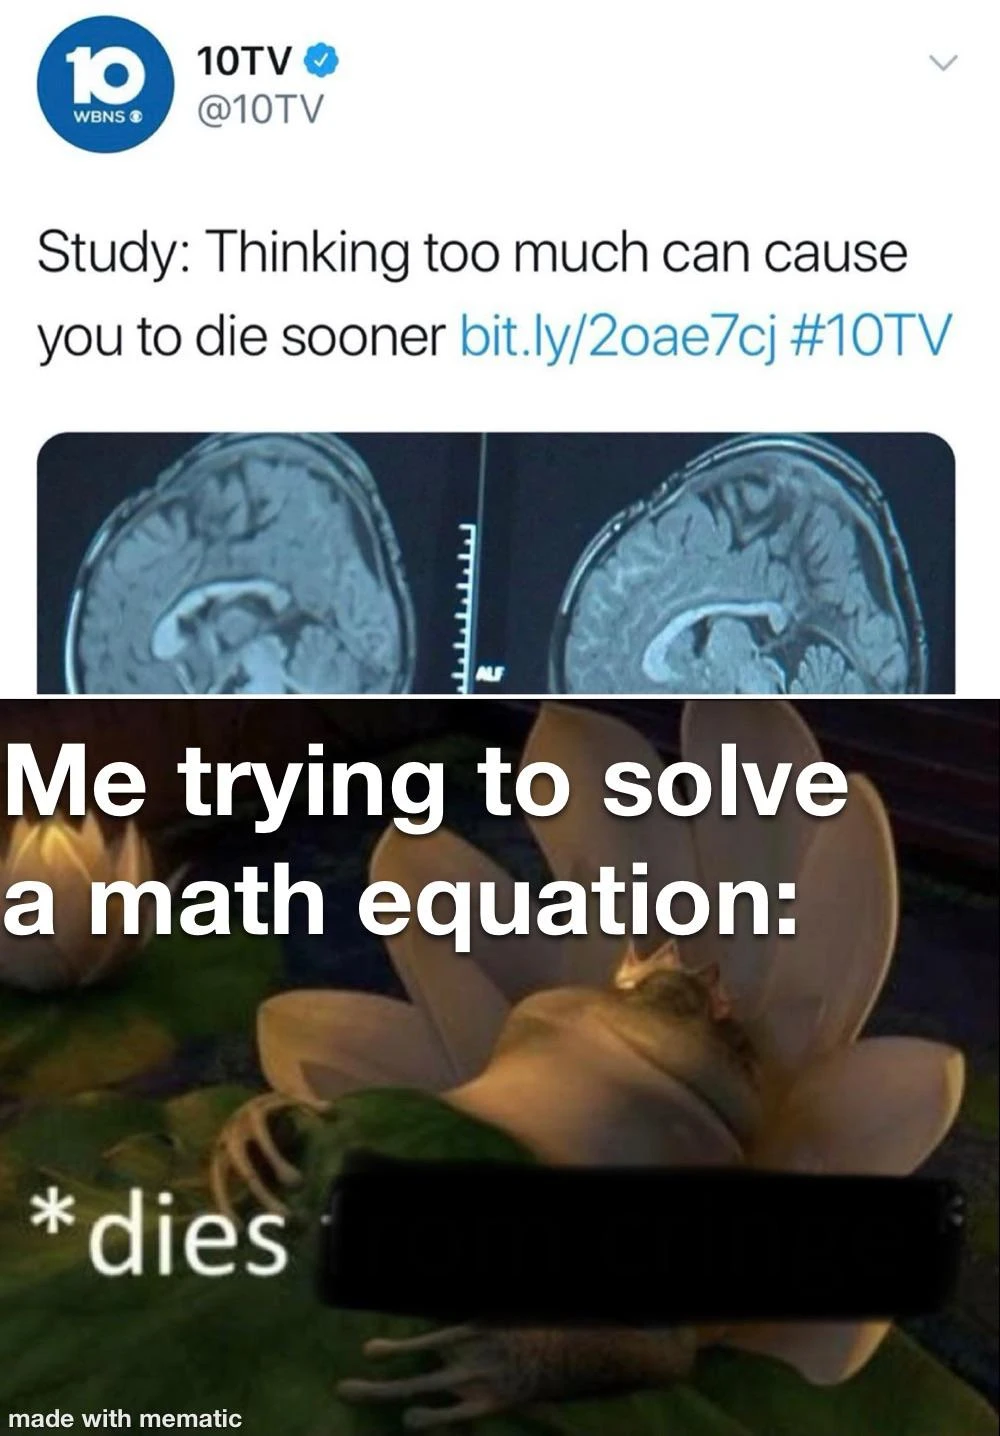 10
WBNS
10TV
@10TV
Study: Thinking too much can cause
you to die sooner bit.ly/2oae7cj #10TV
ALF
Me trying to solve
a math equation:
*dies
made with mematic